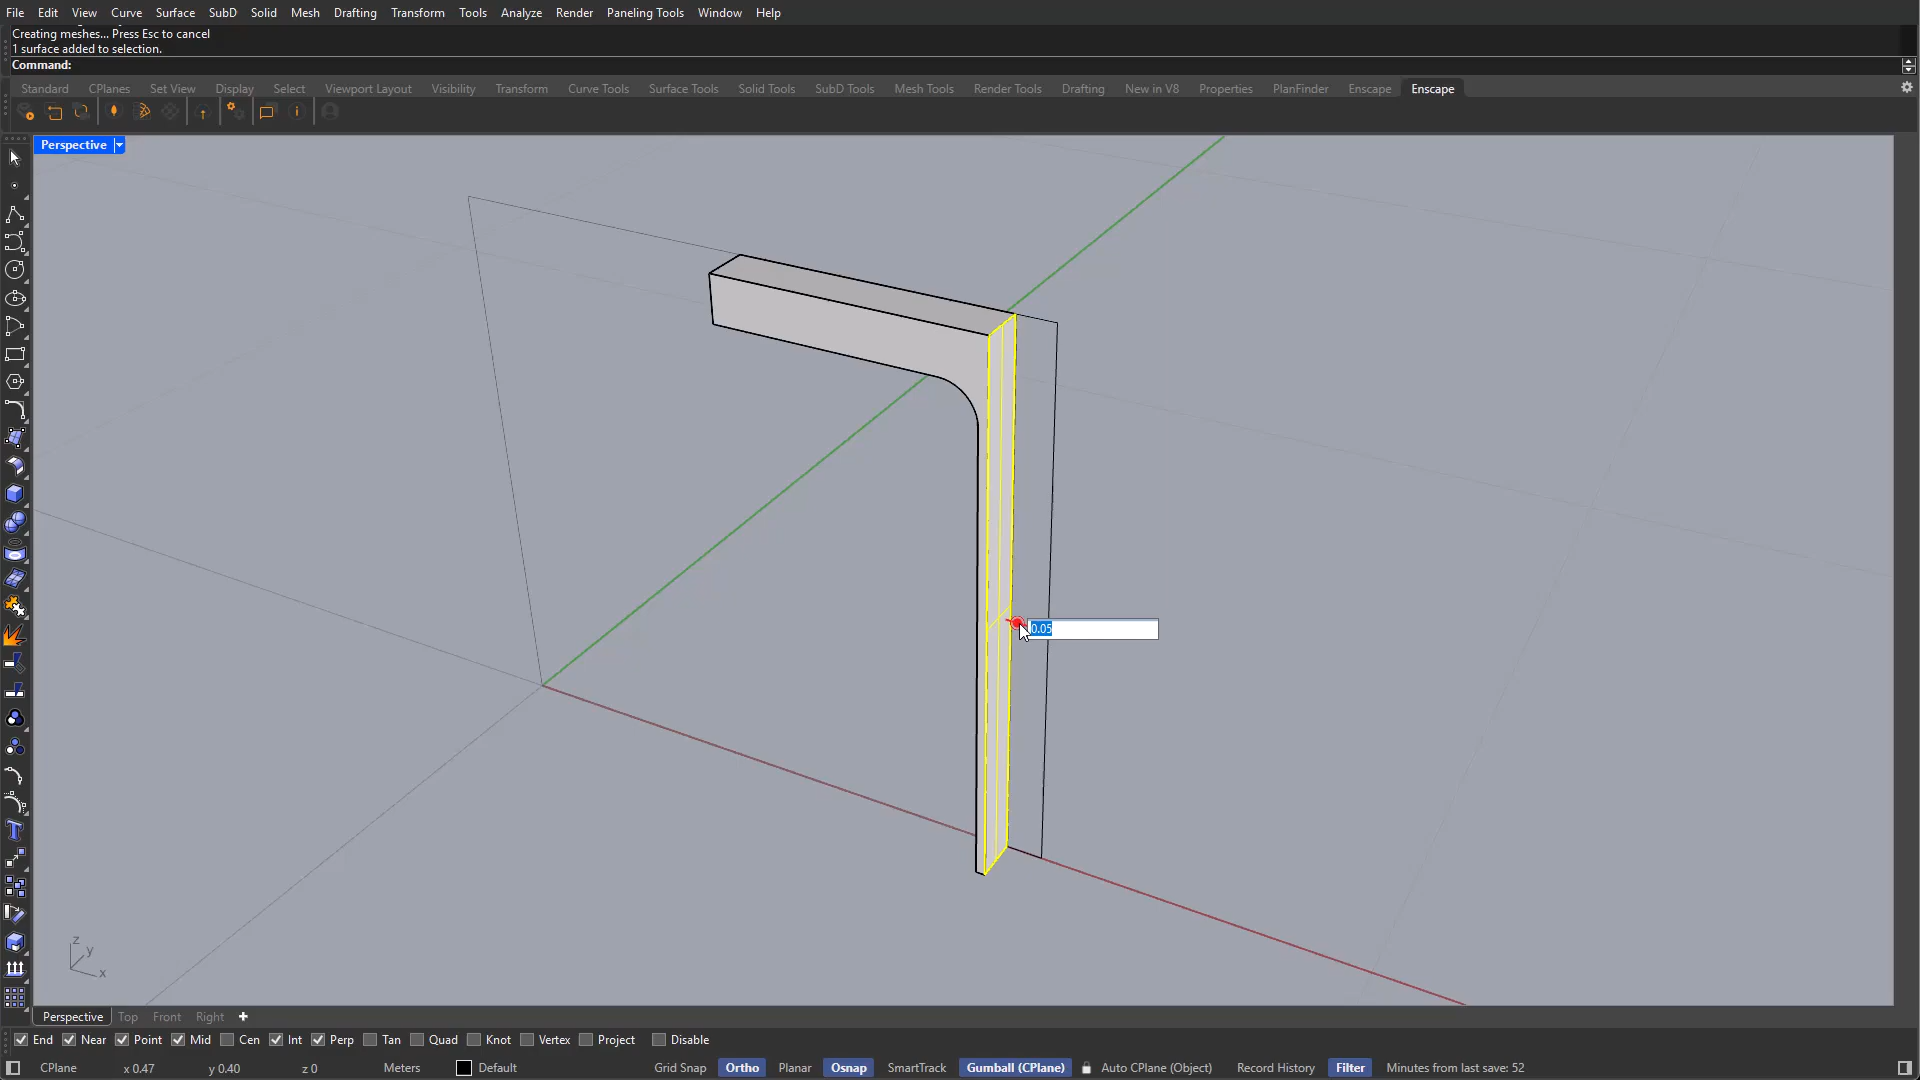 File Edit View Curve Surface SubD Solid Mesh Drafting Transform Tools Analyze Render Paneling Tools Window Help
Creating meshes... Press Esc to cancel
1 surface added to selection.
Command:
Standard CPlanes Set View Display Select Viewport Layout Visibility Transform Curve Tools Surface Tools Solid Tools SubD Tools Mesh Tools Render Tools Drafting New in V8 Properties PlanFinder Enscape Enscape
Perspective
0.05
z
y
x
Perspective Top Front Right
End Near Point Mid Cen Int Perp Tan Quad Knot Vertex Project Disable
CPlane x 0.47 y 0.40 z 0 Meters Default Grid Snap Ortho Planar Osnap SmartTrack Gumball (CPlane) Auto CPlane (Object) Record History Filter Minutes from last save: 52